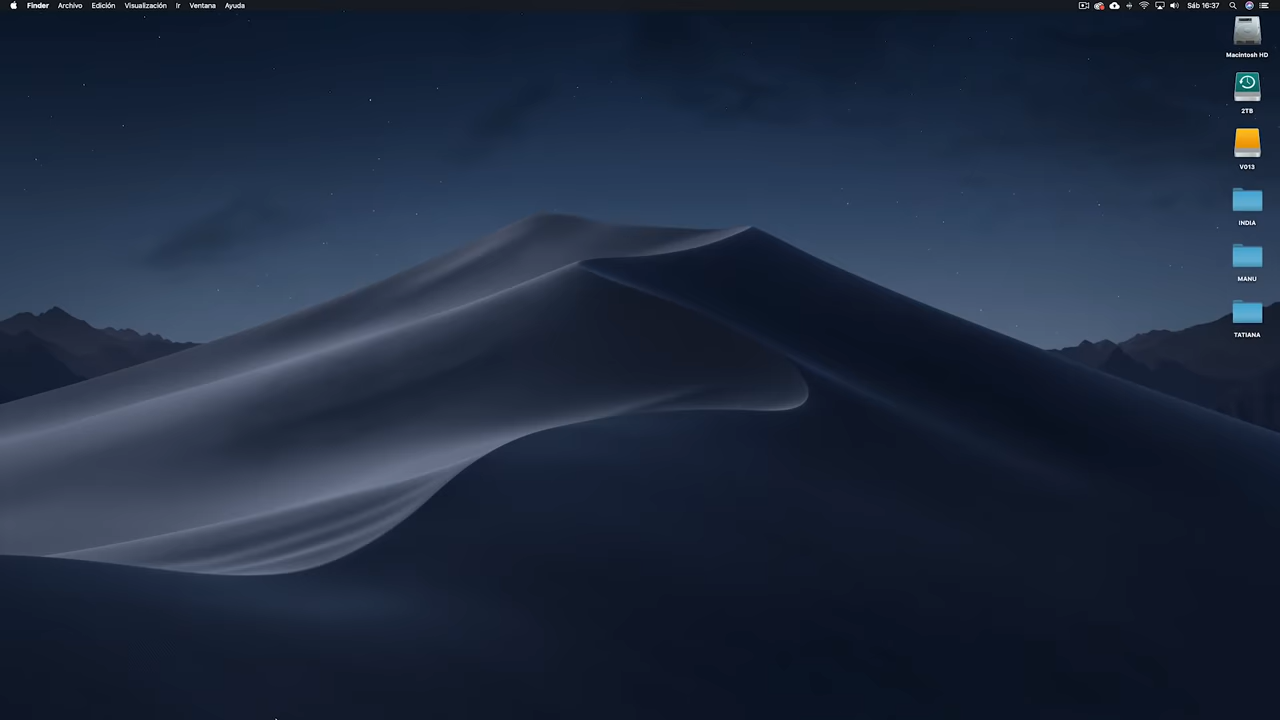 Finder Archivo Edición Visualización Ir Ventana Ayuda Sáb 16:37
Macintosh HD
2TB
V013
INDIA
MANU
TATIANA